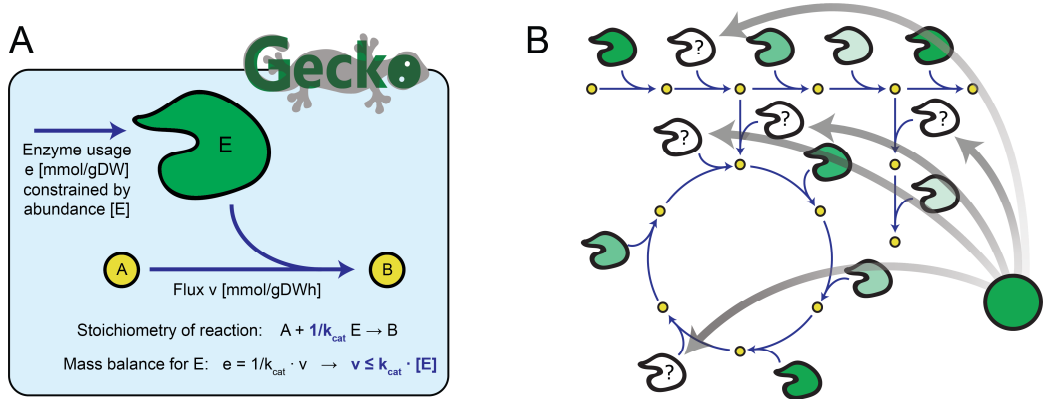 A
Gecko
B
E
Enzyme usage
e [mmol/gDW]
constrained by
abundance [E]
A
B
Flux v [mmol/gDWh]
Stoichiometry of reaction: A + 1/kcat E → B
Mass balance for E: e = 1/kcat · v → v ≤ kcat · [E]
?
?
?
?
?